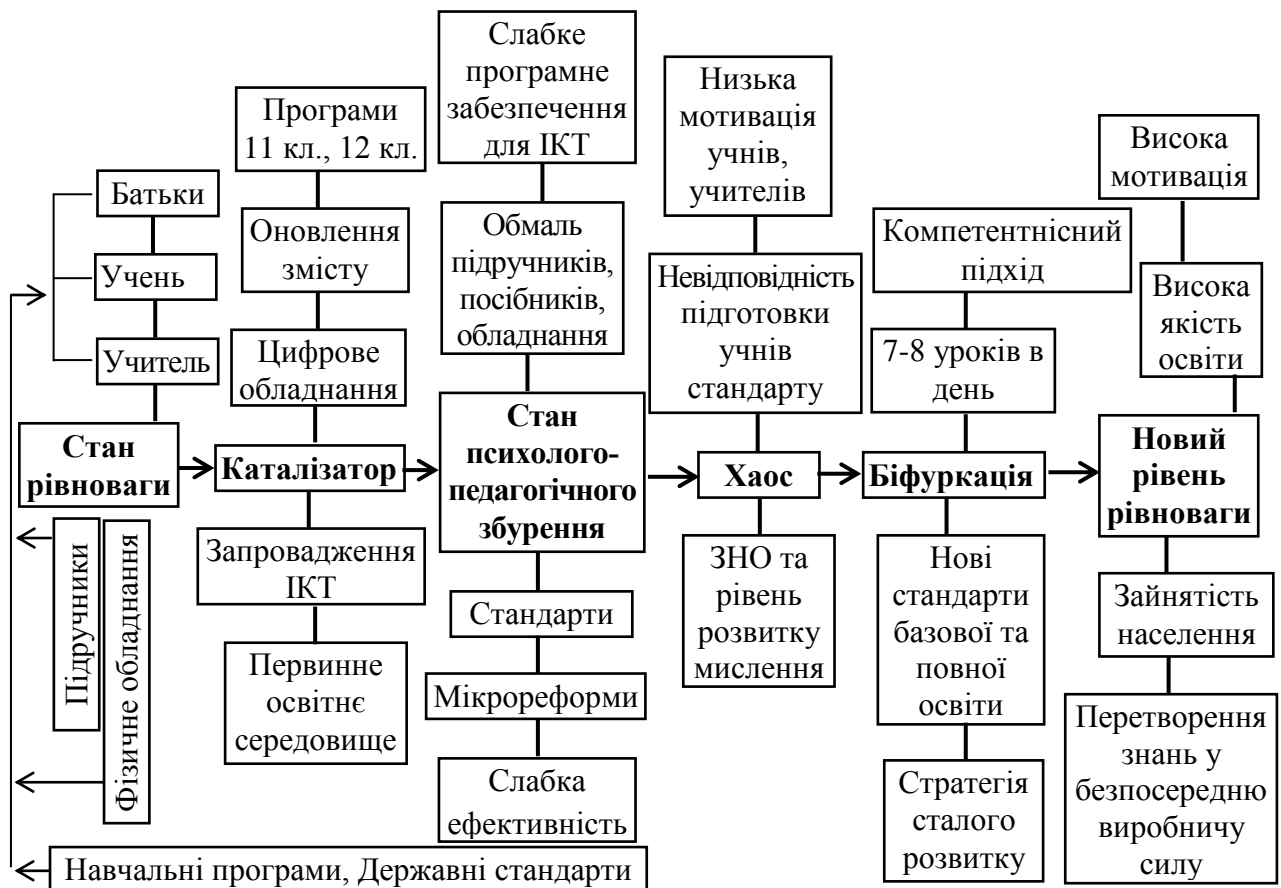 Батьки
Учень
Учитель
Стан
рівноваги
Підручники
Фізичне обладнання
Навчальні програми, Державні стандарти
Програми
11 кл., 12 кл.
Оновлення
змісту
Цифрове
обладнання
Каталізатор
Запровадження
ІКТ
Первинне
освітнє
середовище
Слабке
програмне
забезпечення
для ІКТ
Обмаль
підручників,
посібників,
обладнання
Стан
психолого-
педагогічного
збурення
Стандарти
Мікрореформи
Слабка
ефективність
Низька
мотивація
учнів,
учителів
Невідповідність
підготовки
учнів
стандарту
Хаос
ЗНО та
рівень
розвитку
мислення
Компетентнісний
підхід
7-8 уроків в
день
Біфуркація
Нові
стандарти
базової та
повної
освіти
Стратегія
сталого
розвитку
Висока
мотивація
Висока
якість
освіти
Новий
рівень
рівноваги
Зайнятість
населення
Перетворення
знань у
безпосередню
виробничу
силу